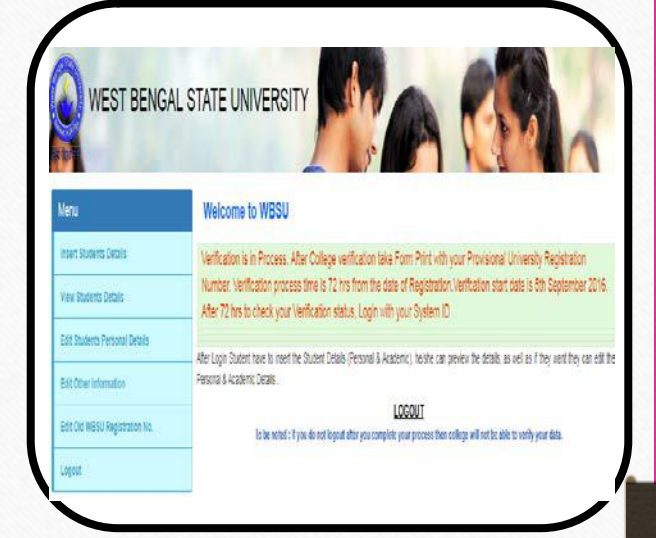 WEST BENGAL STATE UNIVERSITY
Menu
Insert Students Details
View Students Details
Edit Students Personal Details
Edit Other Information
Edit Old WBSU Registration No.
Logout
Welcome to WBSU
Verification is in Process. After College verification take Form Print with your Provisional University Registration
Number. Verification process time is 72 hrs from the date of Registration.Verification start date is 5th September 2016.
After 72 hrs to check your Verification status, Login with your System ID
After Login Student have to insert the Student Details (Personal & Academic), he/she can preview the details, as well as if they want they can edit the
Personal & Academic Details.
LOGOUT
To be noted : If you do not logout after you complete your process then college will not be able to verify your data.